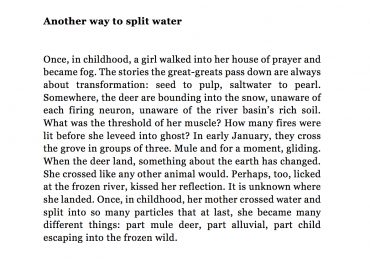 Another way to split water
Once, in childhood, a girl walked into her house of prayer and
became fog. The stories the great-greats pass down are always
about transformation: seed to pulp, saltwater to pearl.
Somewhere, the deer are bounding into the snow, unaware of
each firing neuron, unaware of the river basin’s rich soil.
What was the threshold of her muscle? How many fires were
lit before she leveed into ghost? In early January, they cross
the grove in groups of three. Mule and for a moment, gliding.
When the deer land, something about the earth has changed.
She crossed like any other animal would. Perhaps, too, licked
at the frozen river, kissed her reflection. It is unknown where
she landed. Once, in childhood, her mother crossed water and
split into so many particles that at last, she became many
different things: part mule deer, part alluvial, part child
escaping into the frozen wild.